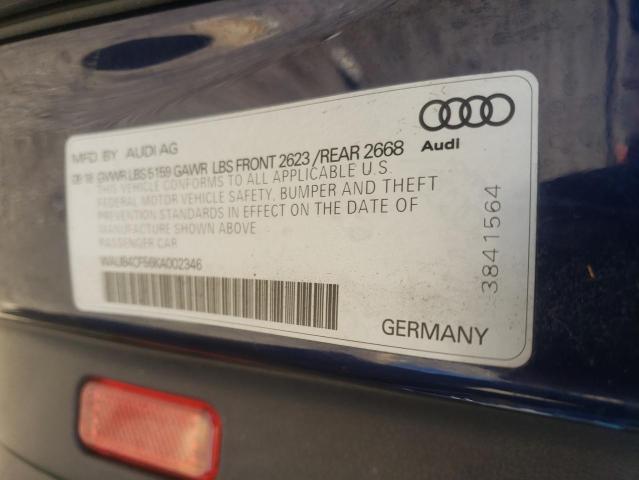 MFD BY AUDI AG
08 18 GVWR LBS 5159 GAWR LBS FRONT 2623 /REAR 2668
THIS VEHICLE CONFORMS TO ALL APPLICABLE U.S.
FEDERAL MOTOR VEHICLE SAFETY, BUMPER AND THEFT
PREVENTION STANDARDS IN EFFECT ON THE DATE OF
MANUFACTURE SHOWN ABOVE
PASSENGER CAR
WAUB4CF56KA002346
GERMANY
Audi
3841564